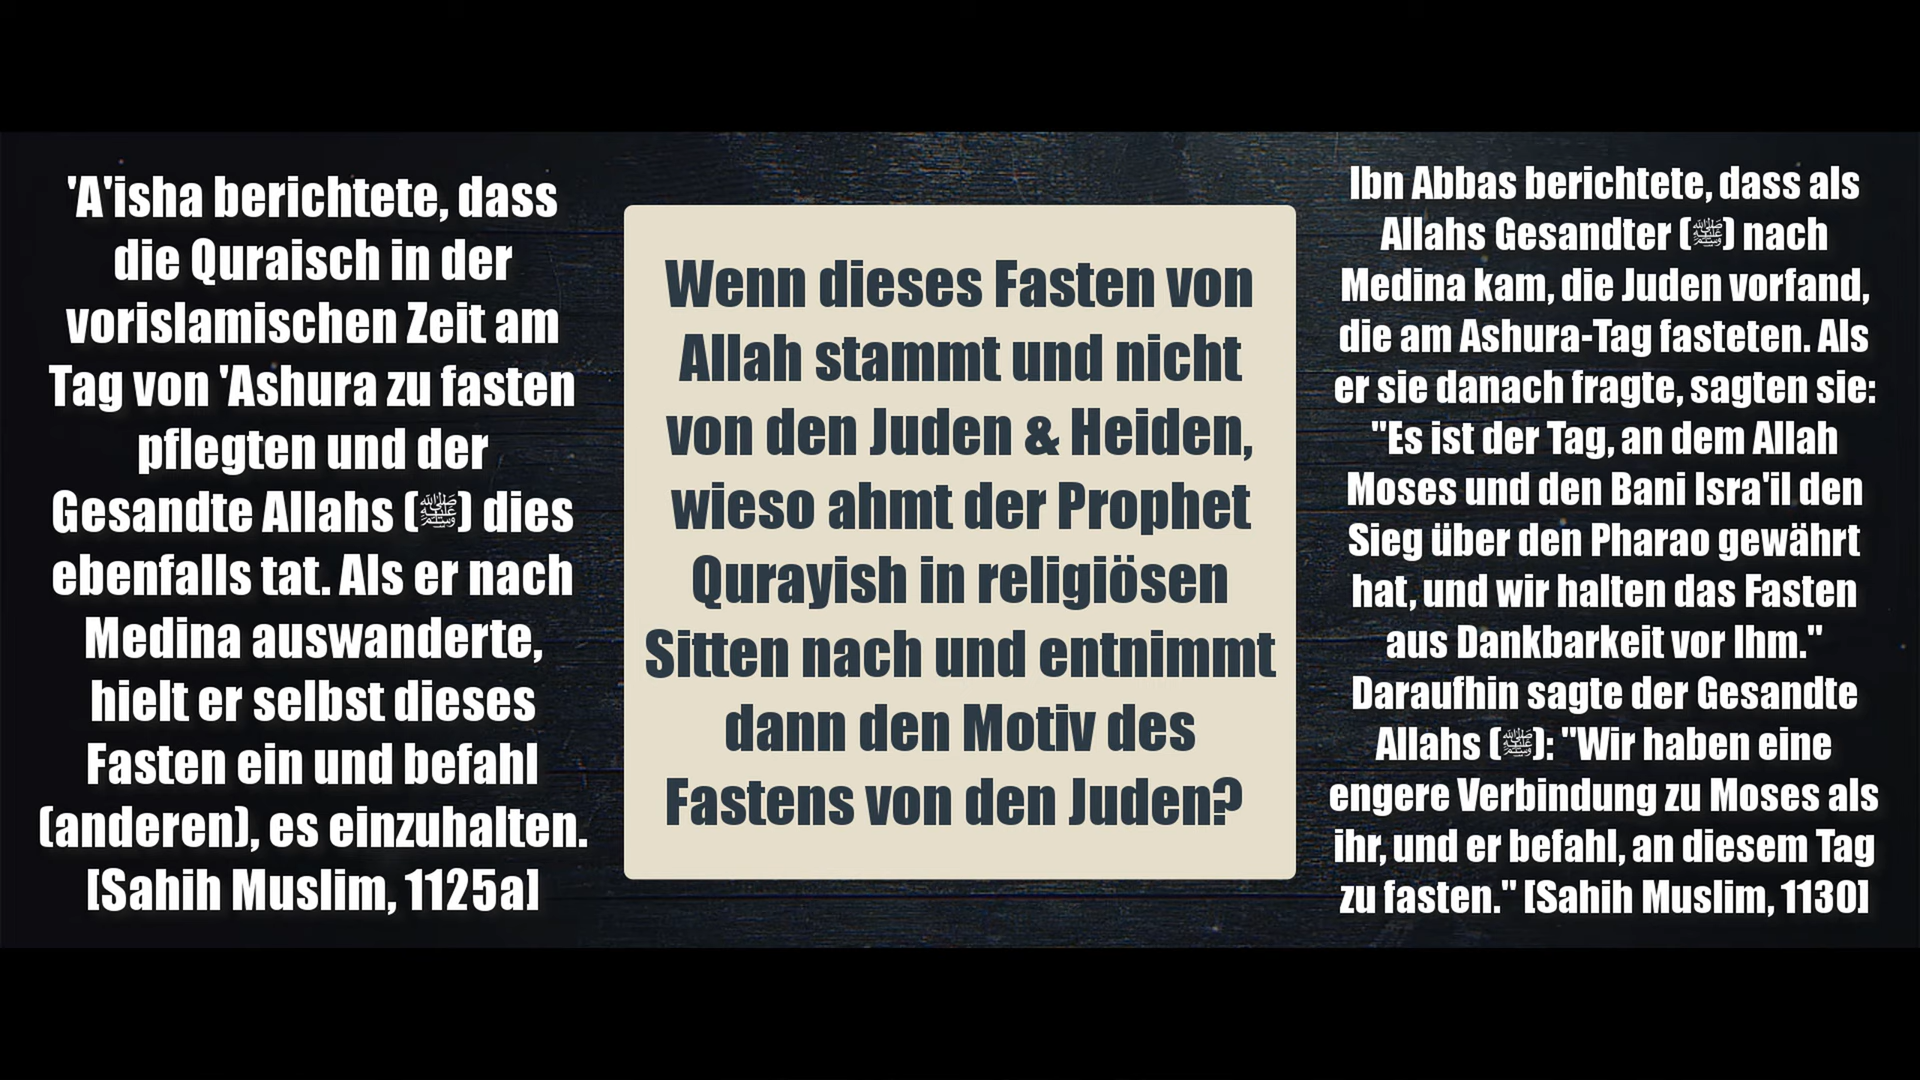 'A'isha berichtete, dass
die Quraisch in der
vorislamischen Zeit am
Tag von 'Ashura zu fasten
pflegten und der
Gesandte Allahs (ﷺ) dies
ebenfalls tat. Als er nach
Medina auswanderte,
hielt er selbst dieses
Fasten ein und befahl
(anderen), es einzuhalten.
[Sahih Muslim, 1125a]
Wenn dieses Fasten von
Allah stammt und nicht
von den Juden & Heiden,
wieso ahmt der Prophet
Qurayish in religiösen
Sitten nach und entnimmt
dann den Motiv des
Fastens von den Juden?
Ibn Abbas berichtete, dass als
Allahs Gesandter (ﷺ) nach
Medina kam, die Juden vorfand,
die am Ashura-Tag fasteten. Als
er sie danach fragte, sagten sie:
"Es ist der Tag, an dem Allah
Moses und den Bani Isra'il den
Sieg über den Pharao gewährt
hat, und wir halten das Fasten
aus Dankbarkeit vor Ihm."
Daraufhin sagte der Gesandte
Allahs (ﷺ): "Wir haben eine
engere Verbindung zu Moses als
ihr, und er befahl, an diesem Tag
zu fasten." [Sahih Muslim, 1130]